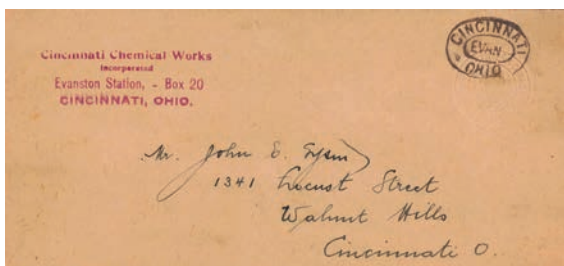 Cincinnati Chemical Works
Incorporated
Evanston Station, - Box 20
CINCINNATI, OHIO.
CINCINNATI
EVAN
OHIO
Mr. John E.
1341 Locust Street
Walnut Hills
Cincinnati O.